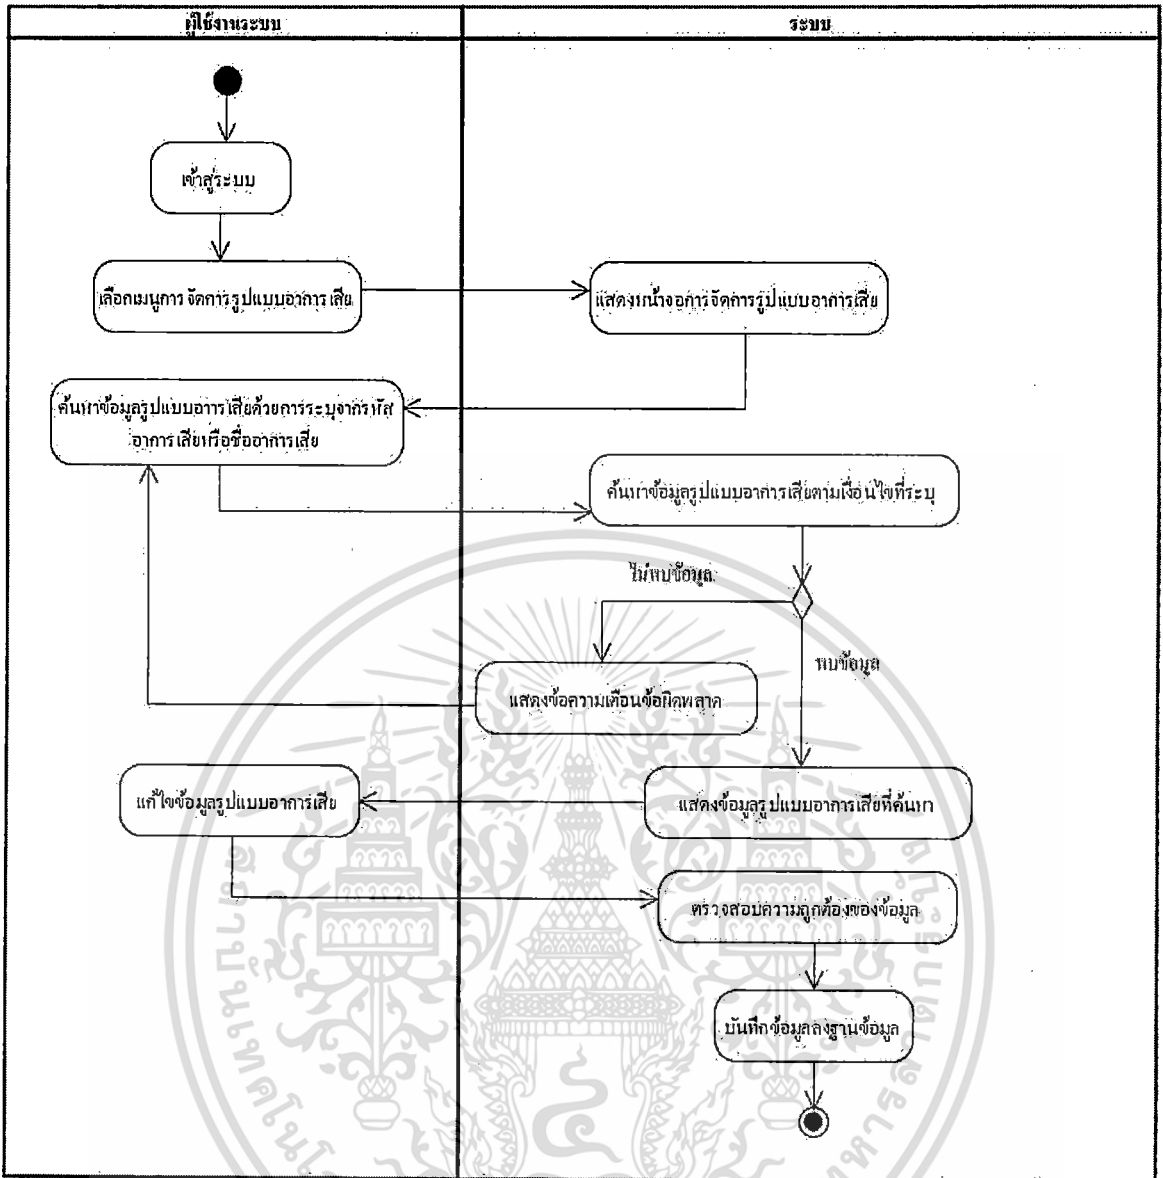 ผู้ใช้งานระบบ
ระบบ
เข้าสู่ระบบ
เลือกเมนูการจัดการรูปแบบอาการเสีย
แสดงหน้าจอการจัดการรูปแบบอาการเสีย
ค้นหาข้อมูลรูปแบบอาารเสียด้วยการระบุจากรหัส
อาการเสียหรือชื่ออาการเสีย
ค้นหาข้อมูลรูปแบบอาการเสียตามเงื่อนไขที่ระบุ
ไม่พบข้อมูล
พบข้อมูล
แสดงข้อความเตือนข้อผิดพลาด
แก้ไขข้อมูลรูปแบบอาการเสีย
แสดงข้อมูลรูปแบบอาการเสียที่ค้นหา
ตรวจสอบความถูกต้องของข้อมูล
บันทึกข้อมูลลงฐานข้อมูล